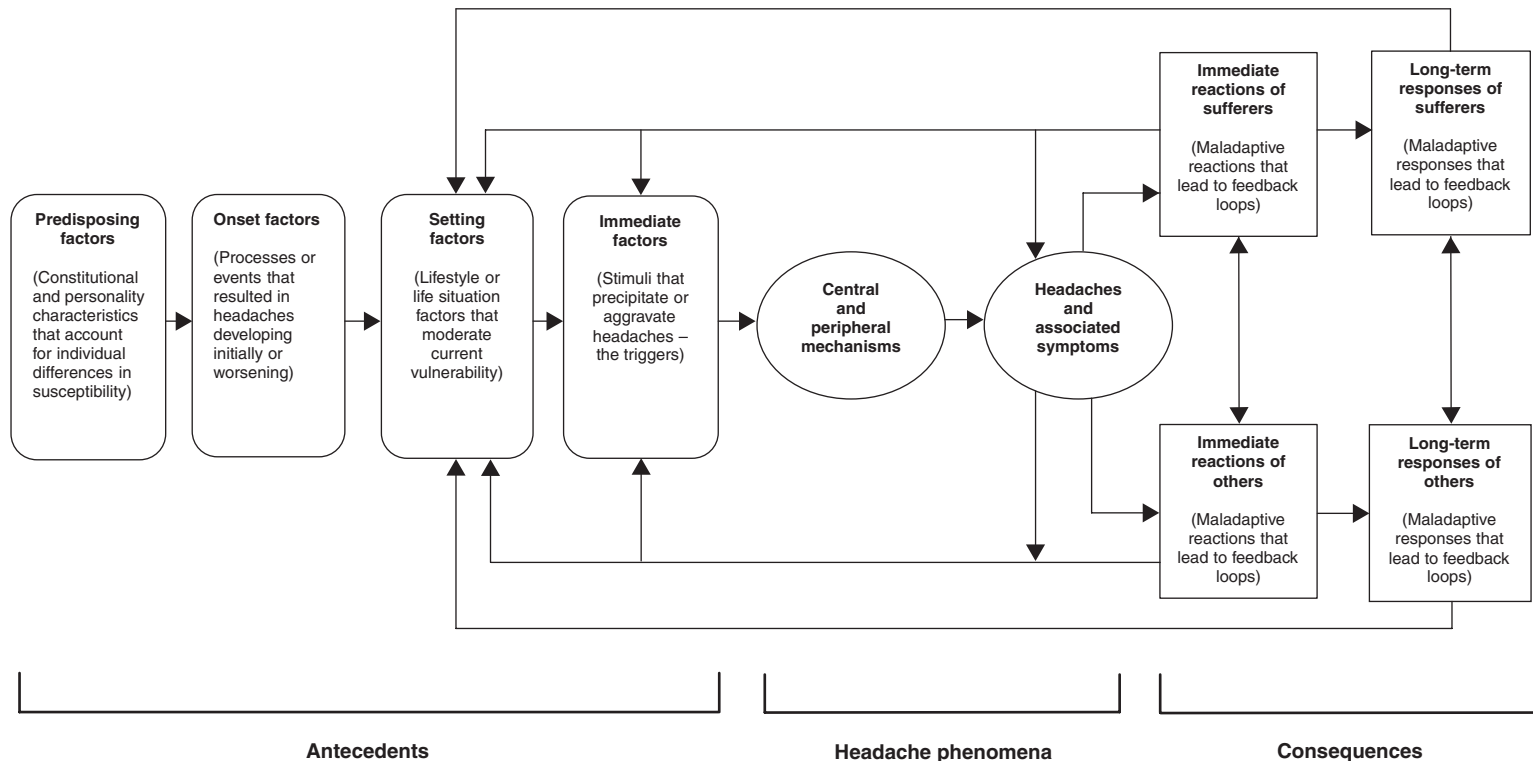 Predisposing
factors
(Constitutional
and personality
characteristics
that account
for individual
differences in
susceptibility)
Onset factors
(Processes or
events that
resulted in
headaches
developing
initially or
worsening)
Setting
factors
(Lifestyle or
life situation
factors that
moderate
current
vulnerability)
Immediate
factors
(Stimuli that
precipitate or
aggravate
headaches –
the triggers)
Central
and
peripheral
mechanisms
Headaches
and
associated
symptoms
Immediate
reactions of
sufferers
(Maladaptive
reactions that
lead to feedback
loops)
Long-term
responses of
sufferers
(Maladaptive
responses that
lead to feedback
loops)
Immediate
reactions of
others
(Maladaptive
reactions that
lead to feedback
loops)
Long-term
responses of
others
(Maladaptive
responses that
lead to feedback
loops)
Antecedents
Headache phenomena
Consequences